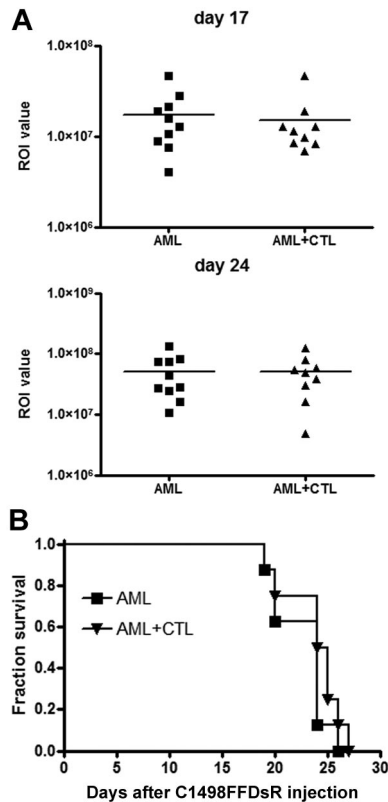 A
day 17
1.0×10⁸
1.0×10⁷
1.0×10⁶
ROI value
AML
AML+CTL
day 24
1.0×10⁹
1.0×10⁸
1.0×10⁷
1.0×10⁶
ROI value
AML
AML+CTL
B
1.0
0.8
0.6
0.4
0.2
0.0
Fraction survival
AML
AML+CTL
0 5 10 15 20 25 30
Days after C1498FFDsR injection